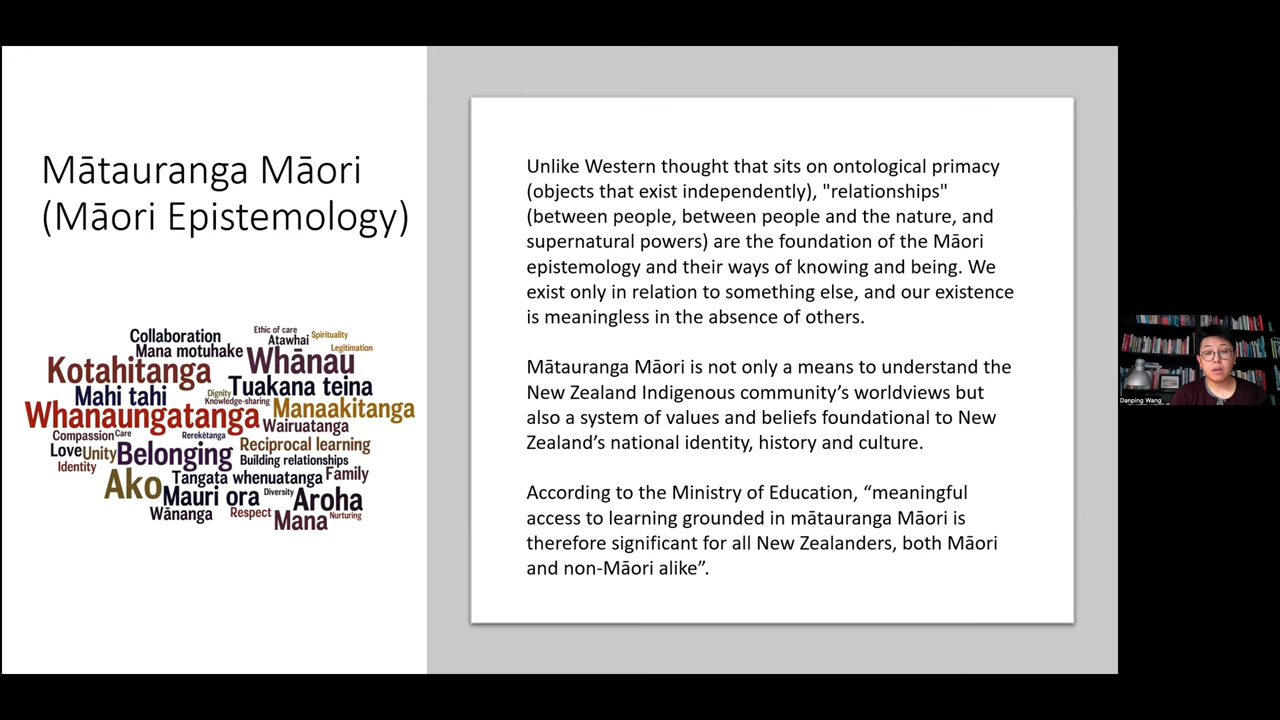 Mātauranga Māori
(Māori Epistemology)
Collaboration
Ethic of care
Spirituality
Atawhai
Mana motuhake
Legitimation
Kotahitanga
Whānau
Mahi tahi
Tuakana teina
Dignity
Knowledge-sharing
Whanaungatanga
Manaakitanga
Compassion
Care
Rerekētanga
Wairuatanga
Love
Unity
Belonging
Reciprocal learning
Identity
Building relationships
Ako
Tangata whenuatanga
Family
Mauri ora
Diversity
Aroha
Wānanga
Respect
Mana
Nurturing
Unlike Western thought that sits on ontological primacy
(objects that exist independently), "relationships"
(between people, between people and the nature, and
supernatural powers) are the foundation of the Māori
epistemology and their ways of knowing and being. We
exist only in relation to something else, and our existence
is meaningless in the absence of others.
Mātauranga Māori is not only a means to understand the
New Zealand Indigenous community’s worldviews but
also a system of values and beliefs foundational to New
Zealand’s national identity, history and culture.
According to the Ministry of Education, “meaningful
access to learning grounded in mātauranga Māori is
therefore significant for all New Zealanders, both Māori
and non-Māori alike”.
Danping Wang